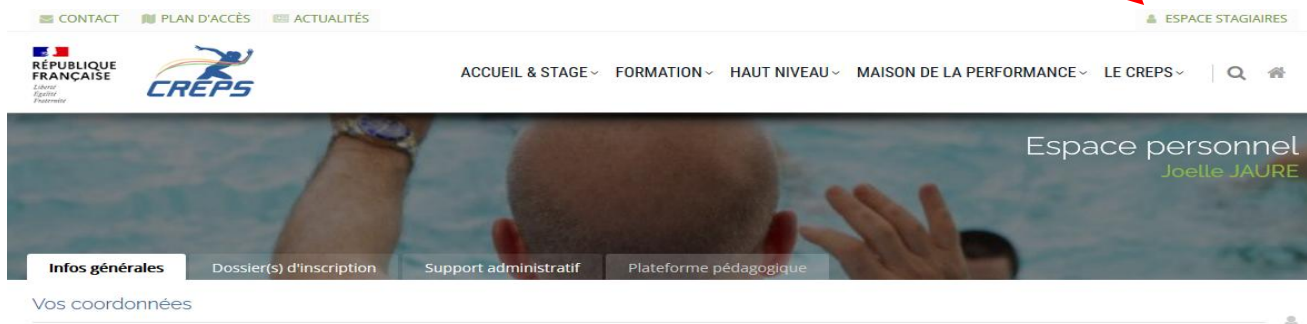 CONTACT PLAN D'ACCÈS ACTUALITÉS ESPACE STAGIAIRES
RÉPUBLIQUE
FRANÇAISE
Liberté
Égalité
Fraternité
CREPS
ACCUEIL & STAGE FORMATION HAUT NIVEAU MAISON DE LA PERFORMANCE LE CREPS
Espace personnel
Joelle JAURE
Infos générales Dossier(s) d'inscription Support administratif Plateforme pédagogique
Vos coordonnées